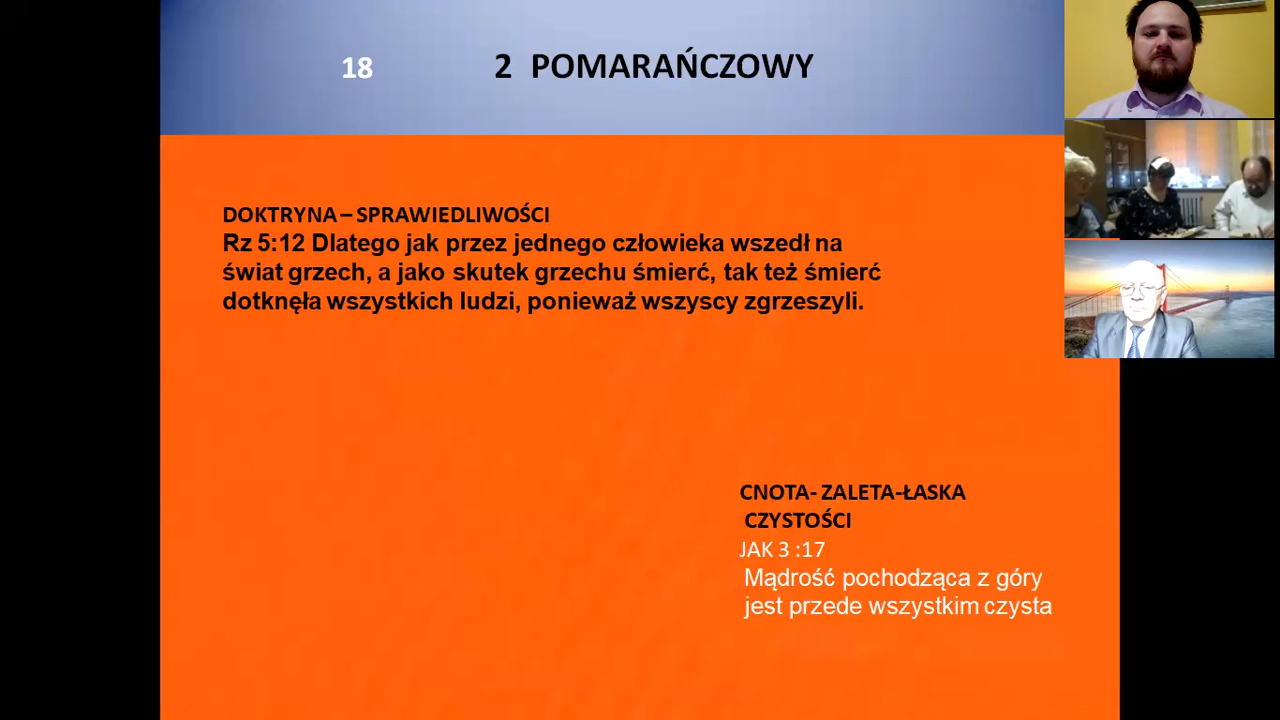 18 2 POMARAŃCZOWY
DOKTRYNA – SPRAWIEDLIWOŚCI
Rz 5:12 Dlatego jak przez jednego człowieka wszedł na
świat grzech, a jako skutek grzechu śmierć, tak też śmierć
dotknęła wszystkich ludzi, ponieważ wszyscy zgrzeszyli.
CNOTA- ZALETA-ŁASKA
CZYSTOŚCI
JAK 3 :17
Mądrość pochodząca z góry
jest przede wszystkim czysta